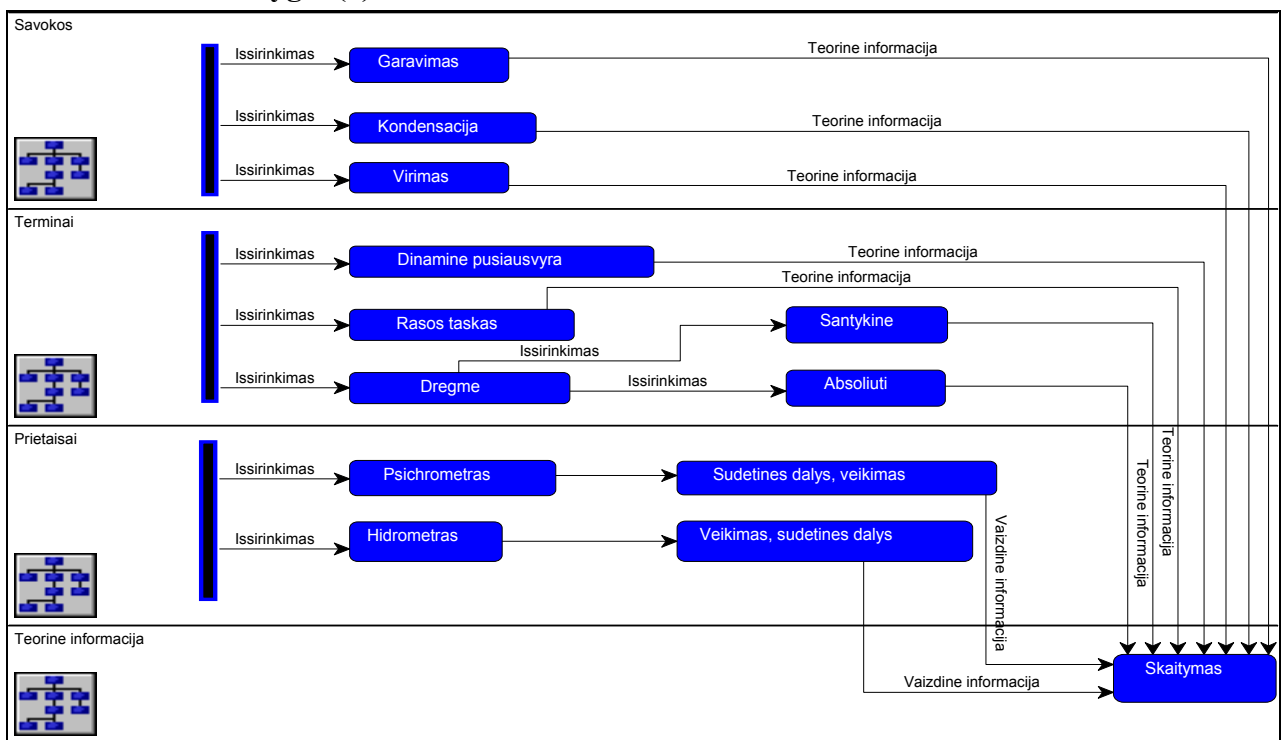 Savokos
Issirinkimas
Garavimas
Teorine informacija
Issirinkimas
Kondensacija
Teorine informacija
Issirinkimas
Virimas
Teorine informacija
Terminai
Issirinkimas
Dinamine pusiausvyra
Teorine informacija
Teorine informacija
Issirinkimas
Rasos taskas
Santykine
Issirinkimas
Issirinkimas
Dregme
Issirinkimas
Absoliuti
Prietaisai
Issirinkimas
Psichrometras
Sudetines dalys, veikimas
Teorine informacija
Teorine informacija
Issirinkimas
Hidrometras
Veikimas, sudetines dalys
Vaizdine informacija
Teorine informacija
Skaitymas
Vaizdine informacija